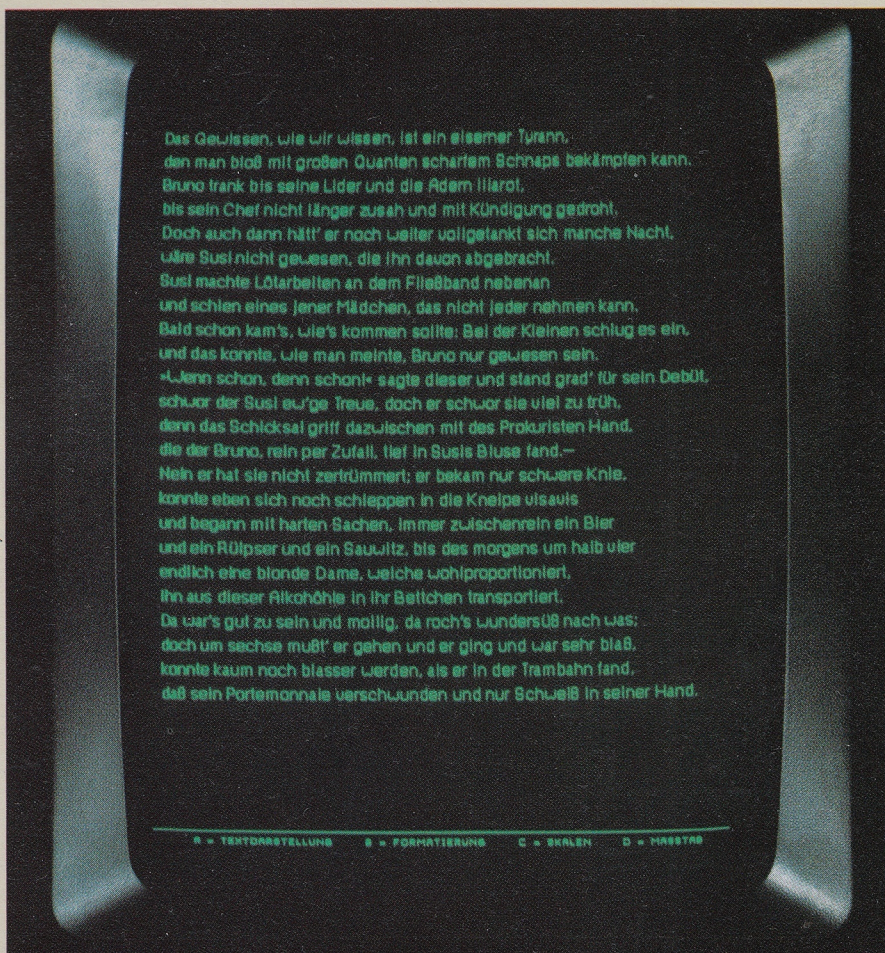 Das Gewissen, wie wir wissen, ist ein eiserner Tyrann,
den man bloß mit großen Quanten scharfem Schnaps bekämpfen kann.
Bruno trank bis seine Lider und die Adern lilarot,
bis sein Chef nicht länger zusah und mit Kündigung gedroht.
Doch auch dann hätt' er noch weiter vollgetankt sich manche Nacht,
wäre Susi nicht gewesen, die ihn davon abgebracht.
Susi machte Lötarbeiten an dem Fließband nebenan
und schien eines jener Mädchen, das nicht jeder nehmen kann.
Bald schon kam's, wie's kommen sollte: Bei der Kleinen schlug es ein,
und das konnte, wie man meinte, Bruno nur gewesen sein.
»Wenn schon, denn schon!« sagte dieser und stand grad' für sein Debüt,
schwor der Susi ew'ge Treue, doch er schwor sie viel zu früh,
denn das Schicksal griff dazwischen mit des Prokuristen Hand,
die der Bruno, rein per Zufall, tief in Susis Bluse fand.—
Nein er hat sie nicht zertrümmert; er bekam nur schwere Knie,
konnte eben sich noch schleppen in die Kneipe visavis
und begann mit harten Sachen, immer zwischenrein ein Bier
und ein Rülpser und ein Sauwitz, bis des morgens um halb vier
endlich eine blonde Dame, welche wohlproportioniert,
ihn aus dieser Alkohöhle in ihr Bettchen transportiert.
Da war's gut zu sein und mollig, da roch's wundersüß nach was;
doch um sechse mußt' er gehen und er ging und war sehr blaß,
konnte kaum noch blasser werden, als er in der Trambahn fand,
daß sein Portemonnaie verschwunden und nur Schweiß in seiner Hand.
A = TEXTDARSTELLUNG B = FORMATIERUNG C = SKALEN D = MASSTAB